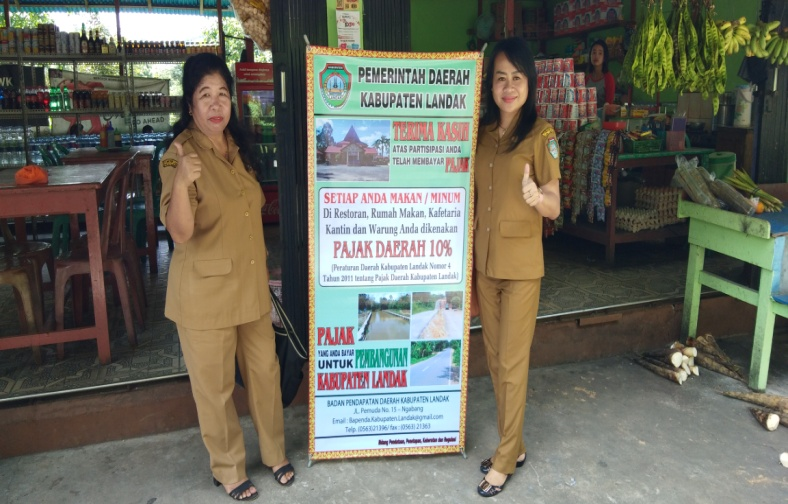 PEMERINTAH DAERAH
KABUPATEN LANDAK
TERIMA KASIH
ATAS PARTISIPASI ANDA
TELAH MEMBAYAR
PAJAK
SETIAP ANDA MAKAN / MINUM
Di Restoran, Rumah Makan, Kafetaria
Kantin dan Warung Anda dikenakan
PAJAK DAERAH 10%
(Peraturan Daerah Kabupaten Landak Nomor 4
Tahun 2011 tentang Pajak Daerah Kabupaten Landak)
PAJAK
YANG ANDA BAYAR
UNTUK PEMBANGUNAN
KABUPATEN LANDAK
BADAN PENDAPATAN DAERAH KABUPATEN LANDAK
JL. Pemuda No. 15 - Ngabang
Email : Bapenda.Kabupaten.Landak@gmail.com
Telp. (0563)21396/ fax : (0563) 21363
AHEAD